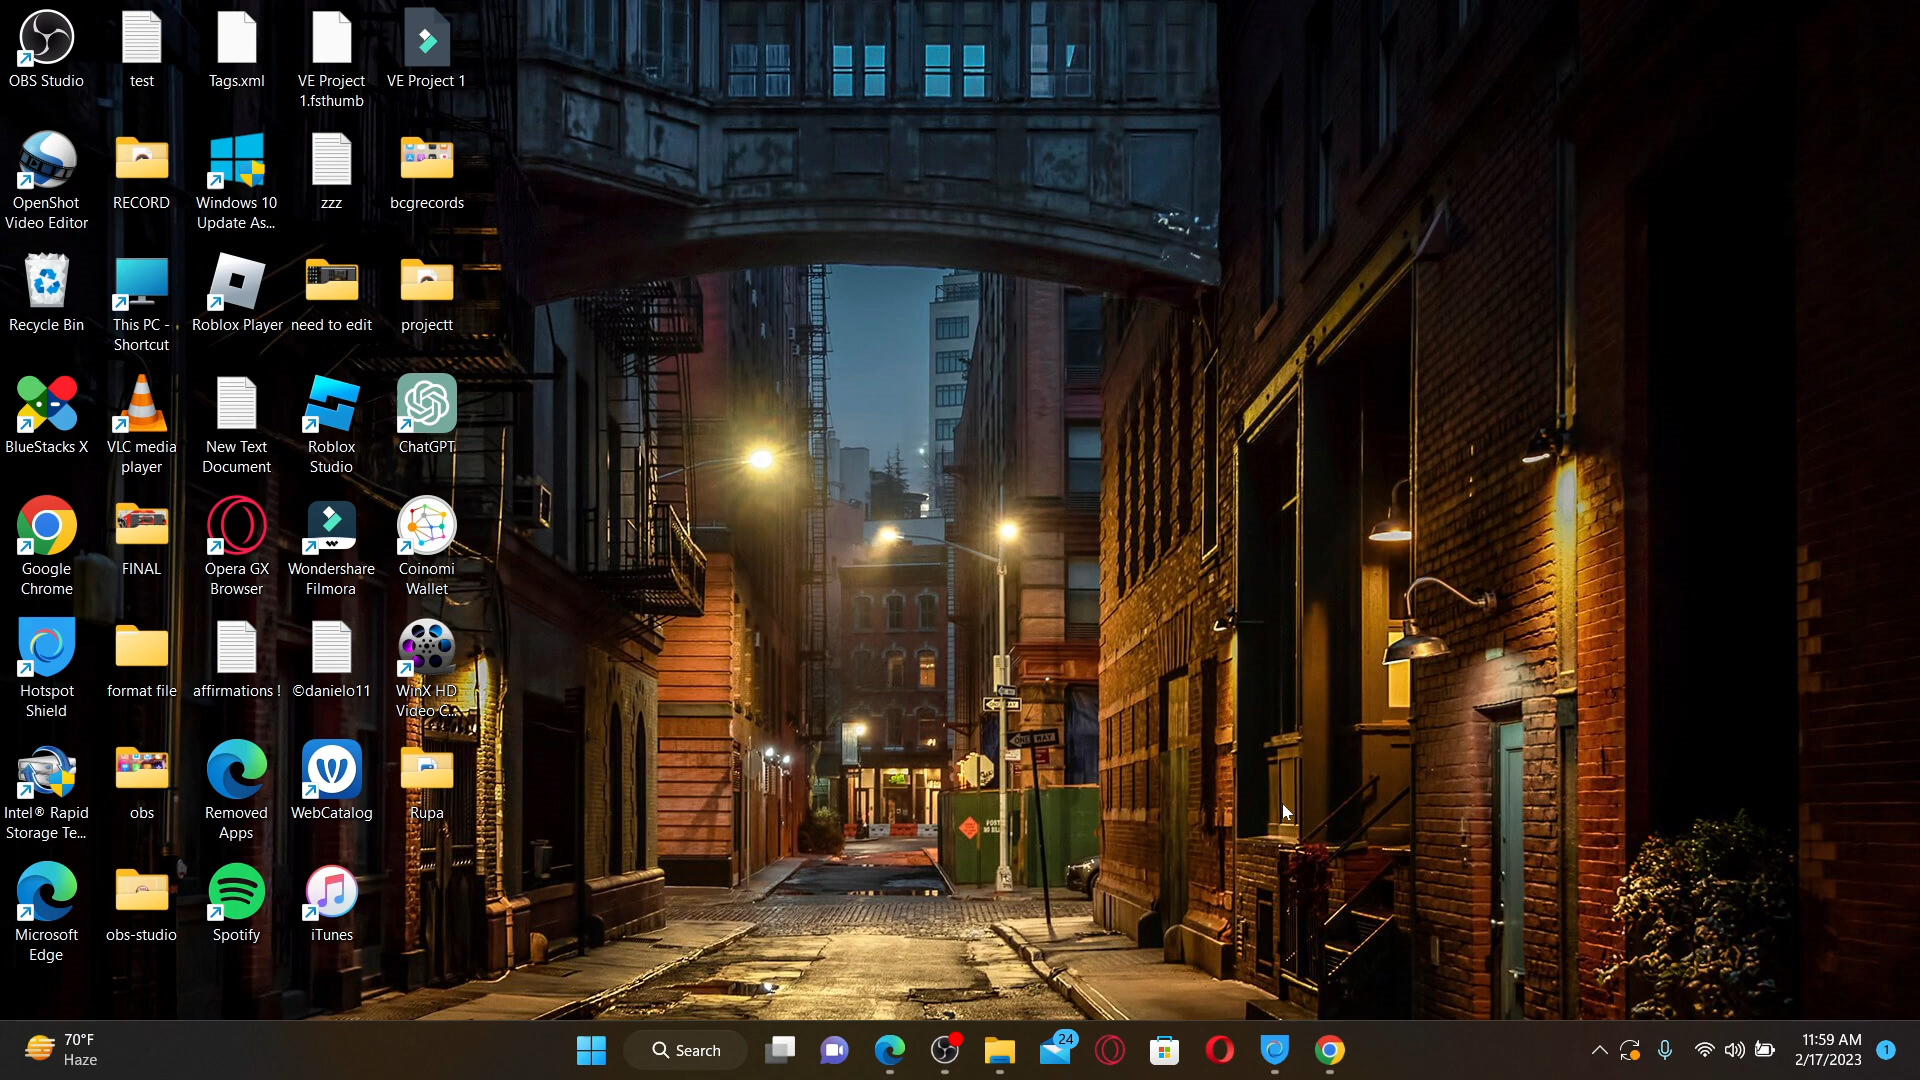 OBS Studio
test
Tags.xml
VE Project
1.fsthumb
VE Project 1
OpenShot
Video Editor
RECORD
Windows 10
Update As...
zzz
bcgrecords
Recycle Bin
This PC -
Shortcut
Roblox Player
need to edit
projectt
BlueStacks X
VLC media
player
New Text
Document
Roblox
Studio
ChatGPT
Google
Chrome
FINAL
Opera GX
Browser
Wondershare
Filmora
Coinomi
Wallet
Hotspot
Shield
format file
affirmations !
©danielo11
WinX HD
Video C...
Intel® Rapid
Storage Te...
obs
Removed
Apps
WebCatalog
Rupa
Microsoft
Edge
obs-studio
Spotify
iTunes
ONE WAY
70°F
Haze
Search
24
11:59 AM
2/17/2023
1